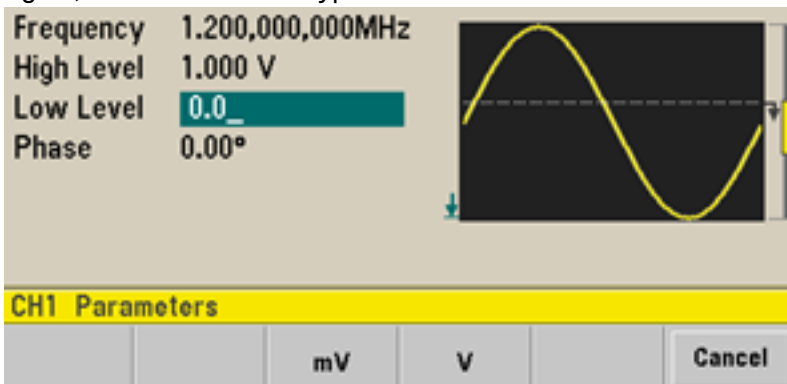 Frequency 1.200,000,000MHz
High Level 1.000 V
Low Level 0.0_
Phase 0.00°
CH1 Parameters
mV V Cancel